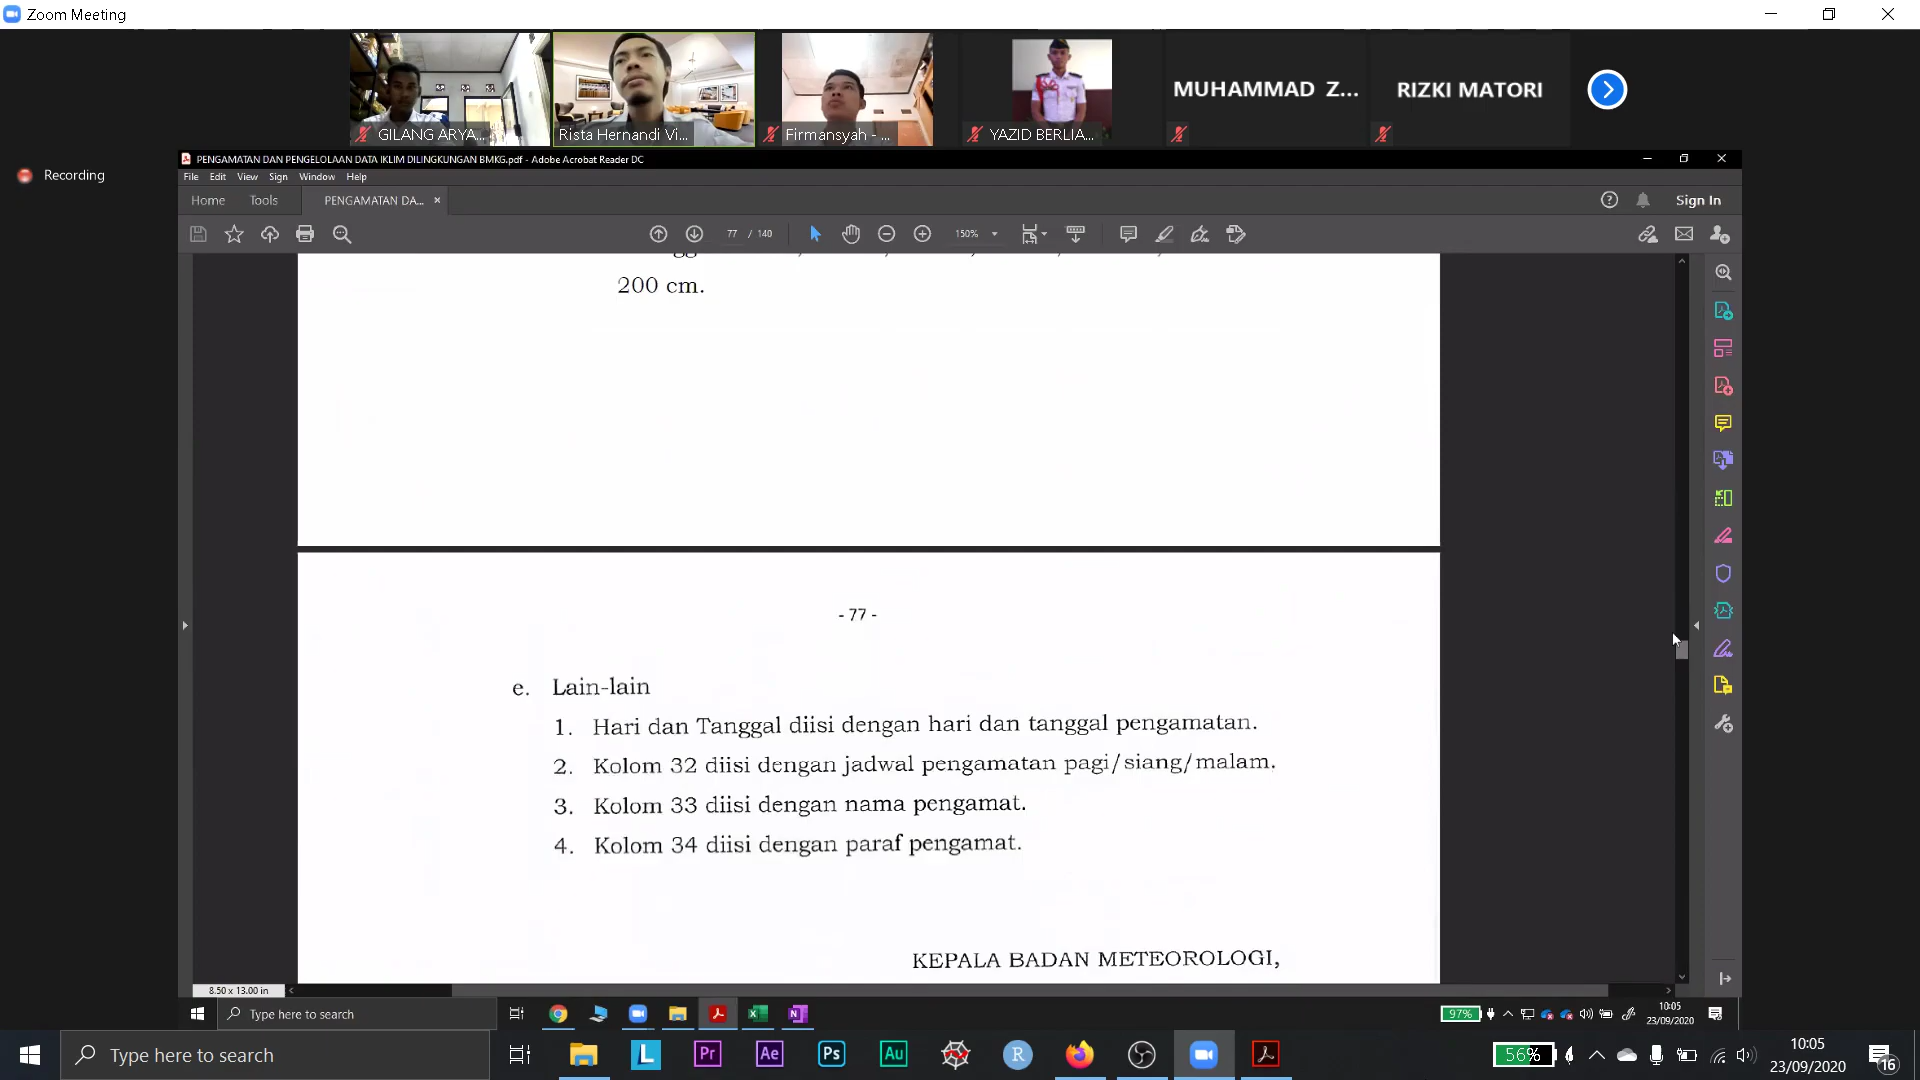 Zoom Meeting
GILANG ARYA...
Rista Hernandi Vi...
Firmansyah - ...
YAZID BERLIA...
MUHAMMAD Z...
RIZKI MATORI
Recording
PENGAMATAN DAN PENGELOLAAN DATA IKLIM DILINGKUNGAN BMKG.pdf - Adobe Acrobat Reader DC
File Edit View Sign Window Help
Home Tools PENGAMATAN DA... × Sign In
77 / 140 150%
200 cm.
- 77 -
e. Lain-lain
1. Hari dan Tanggal diisi dengan hari dan tanggal pengamatan.
2. Kolom 32 diisi dengan jadwal pengamatan pagi/siang/malam.
3. Kolom 33 diisi dengan nama pengamat.
4. Kolom 34 diisi dengan paraf pengamat.
KEPALA BADAN METEOROLOGI,
8.50 x 13.00 in
Type here to search
97%
10:05
23/09/2020
Type here to search
L Pr Ae Ps Au R
56%
10:05
23/09/2020
16